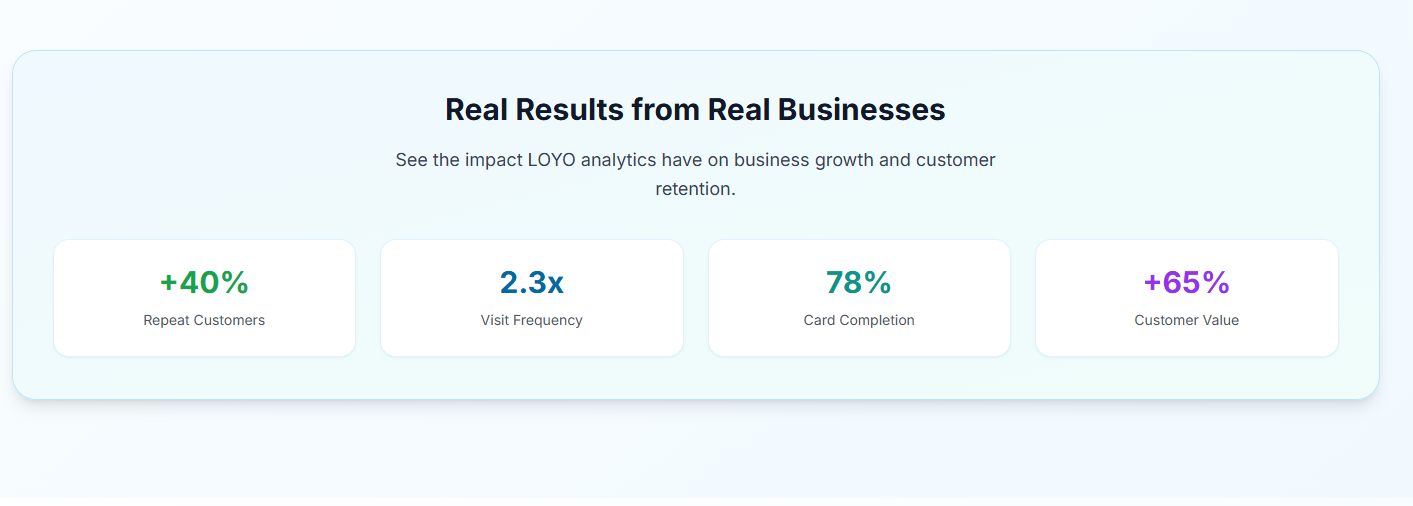 Real Results from Real Businesses
See the impact LOYO analytics have on business growth and customer
retention.
+40%
Repeat Customers
2.3x
Visit Frequency
78%
Card Completion
+65%
Customer Value